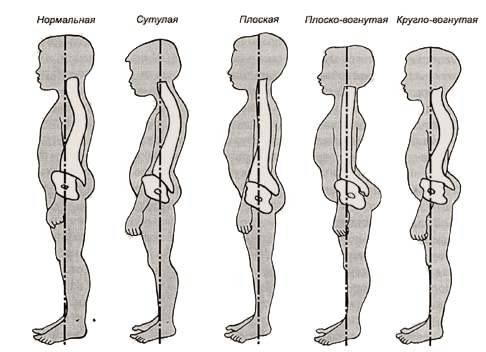 Нормальная
Сутулая
Плоская
Плоско-вогнутая
Кругло-вогнутая